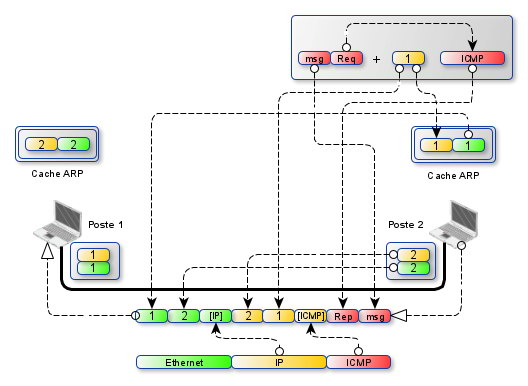 msg Req + 1 ICMP
2 2
1 1
Cache ARP
Cache ARP
Poste 1
Poste 2
1
1
2
2
1 2 [IP] 2 1 [ICMP] Rep msg
Ethernet IP ICMP